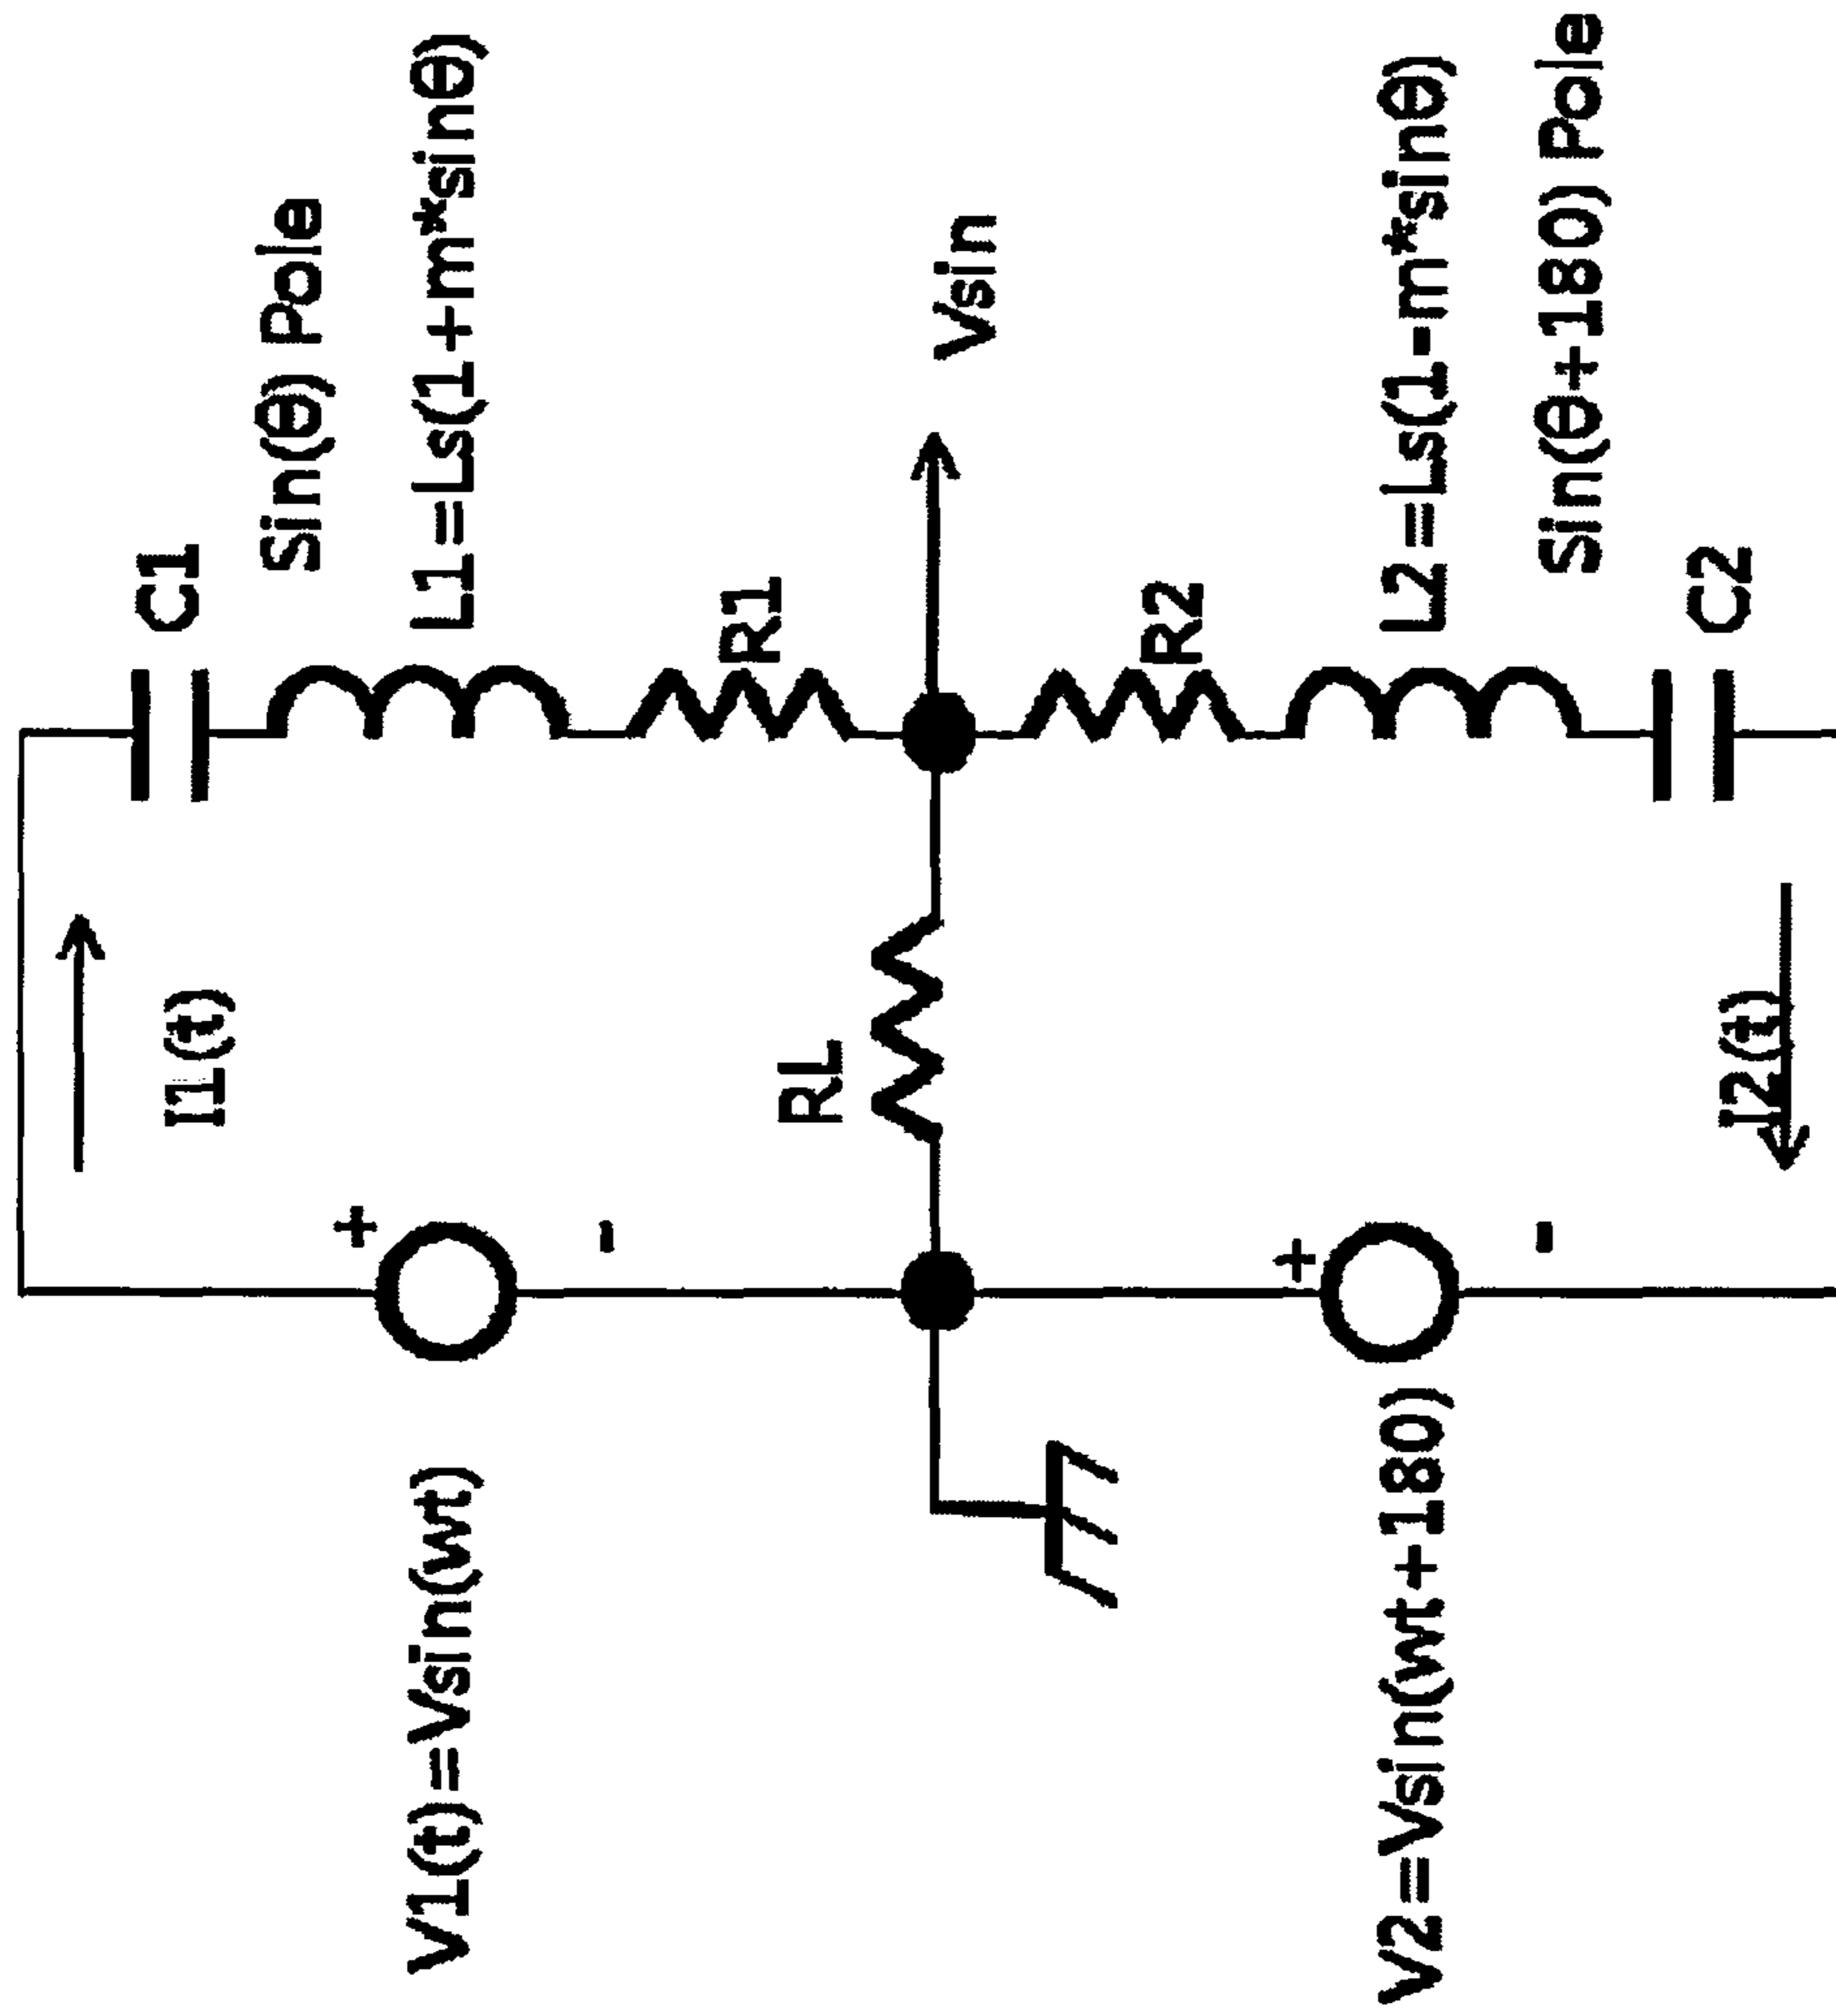 C1
Sin(θ) Pole
L1=Ls(1+m*sinθ)
I1(t)
R1
V1(t)=Vsin(wt)
+
-
RL
Vsin
R2
+
-
V2=Vsin(wt+180)
L2=Ls(1-m*sinθ)
Sin(θ+180) Pole
C2
I2(t)